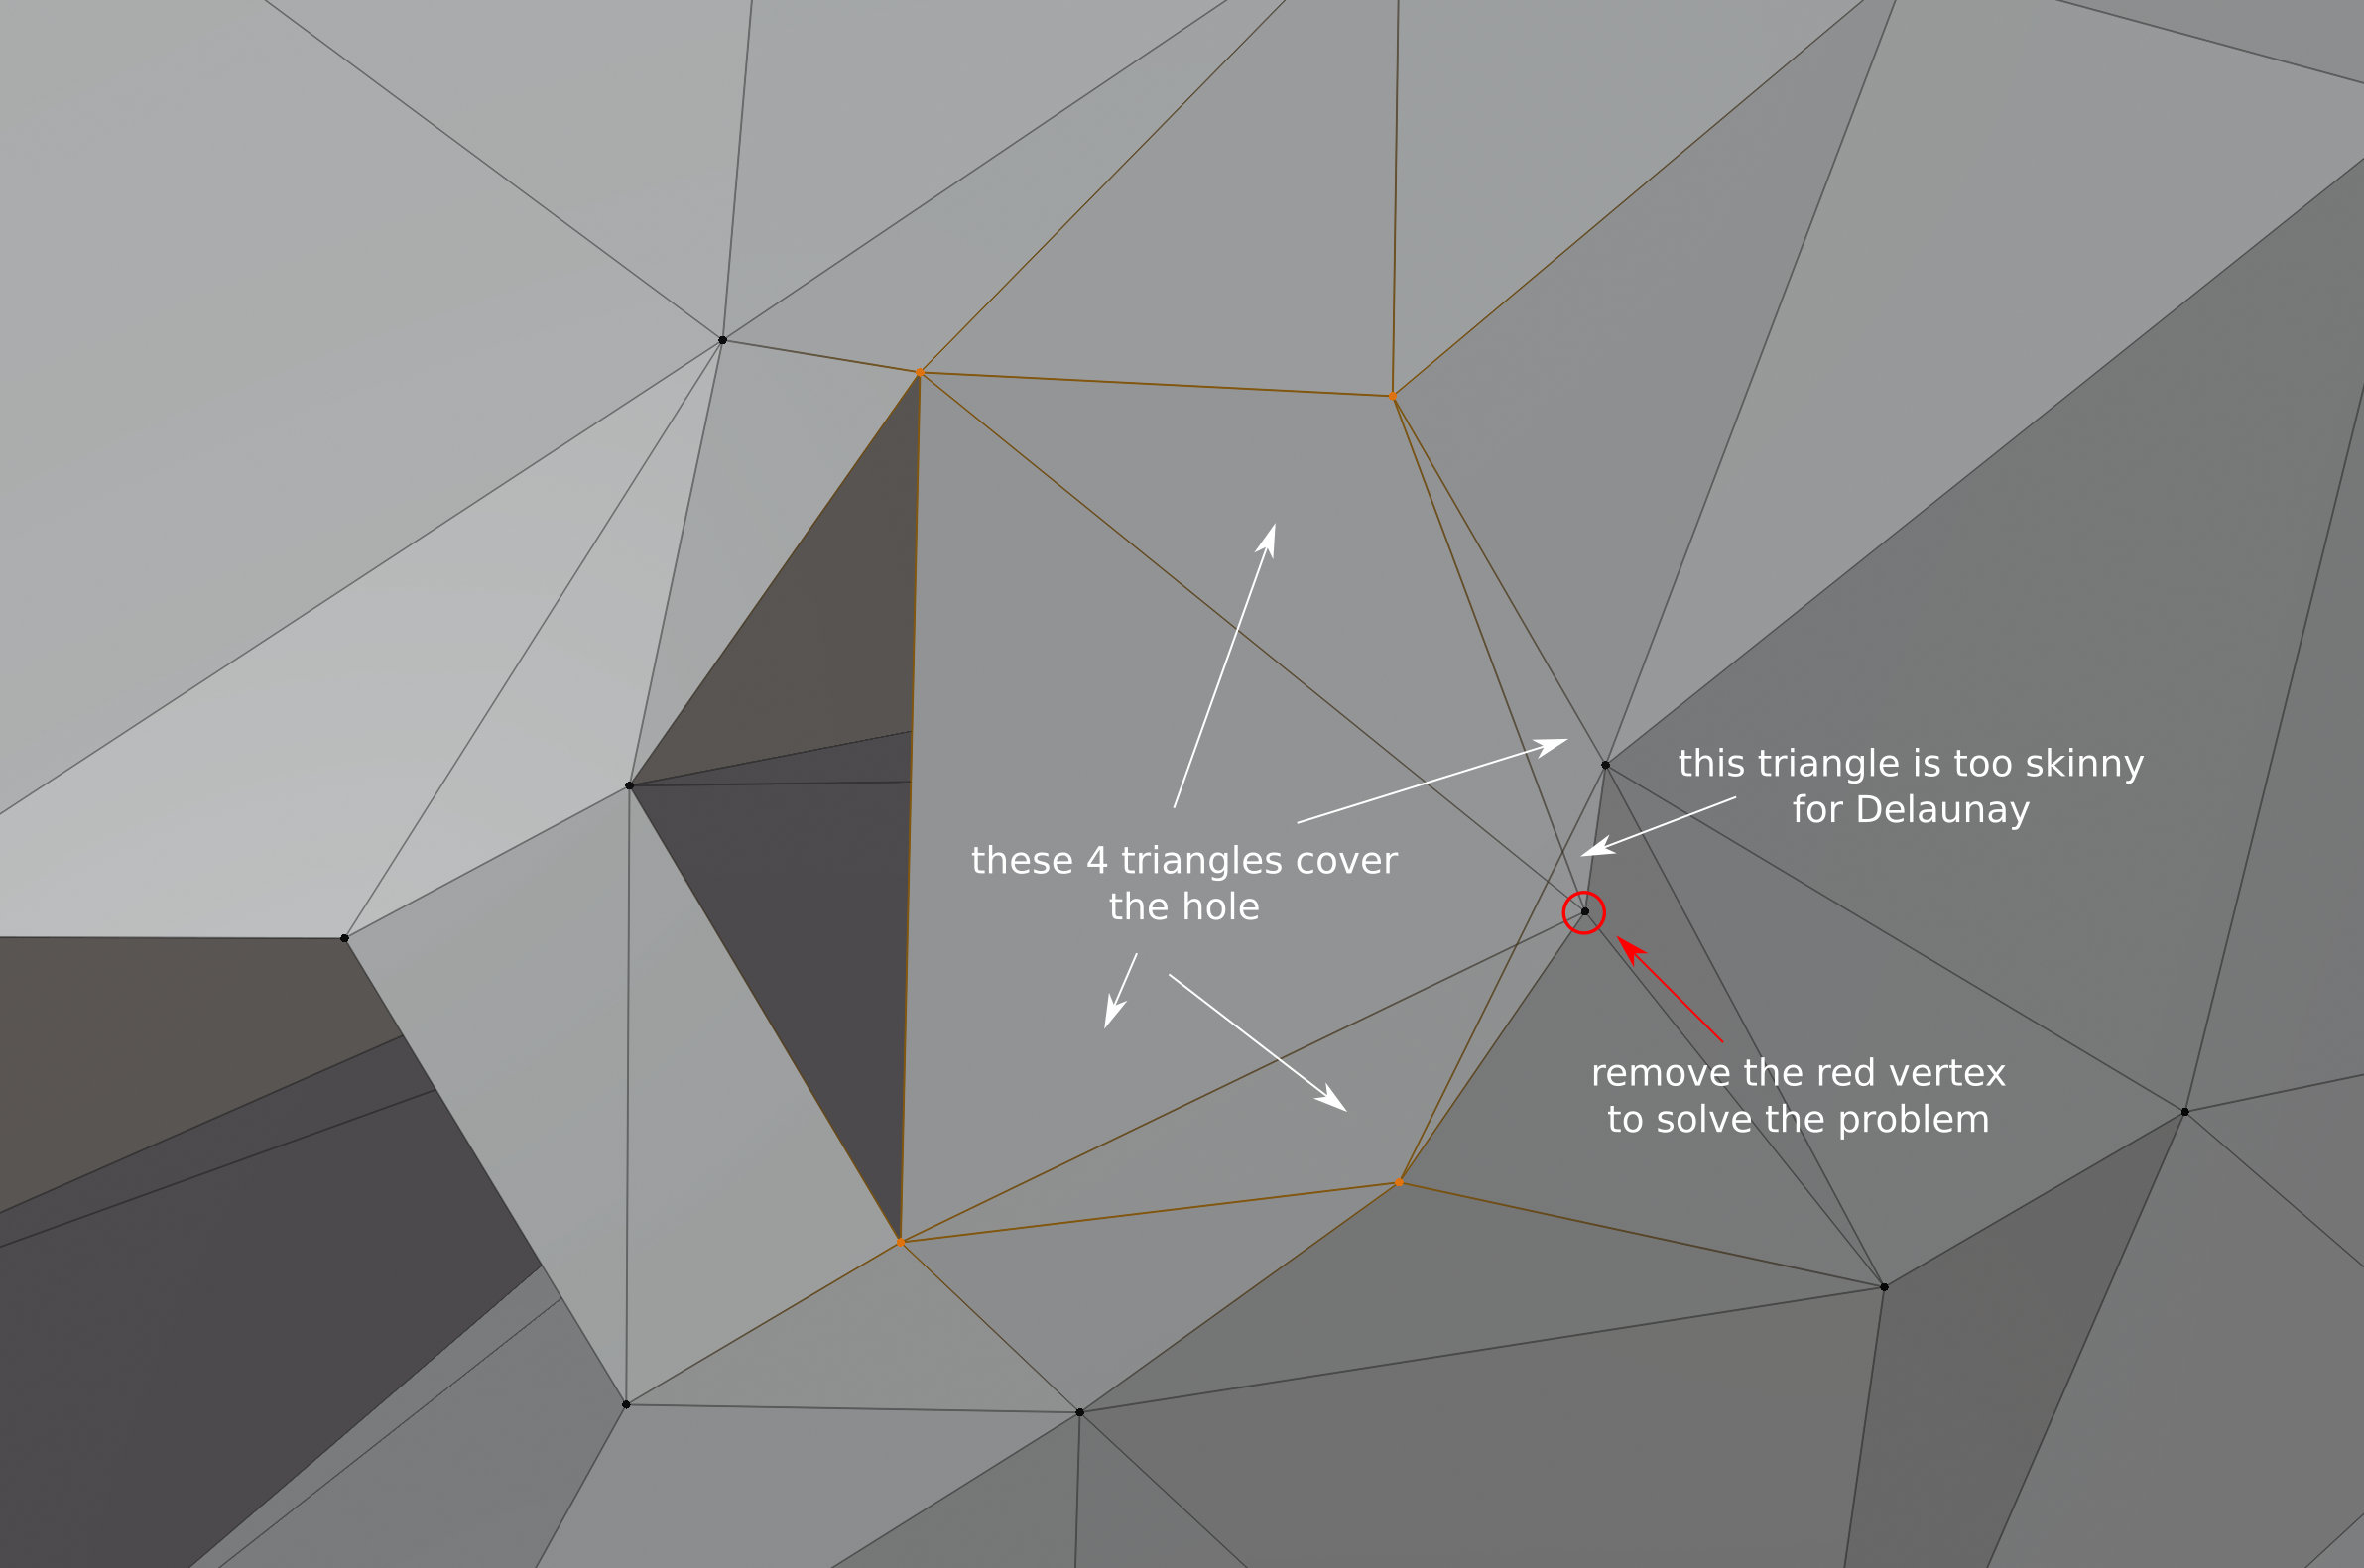 this triangle is too skinny
for Delaunay
these 4 triangles cover
the hole
remove the red vertex
to solve the problem